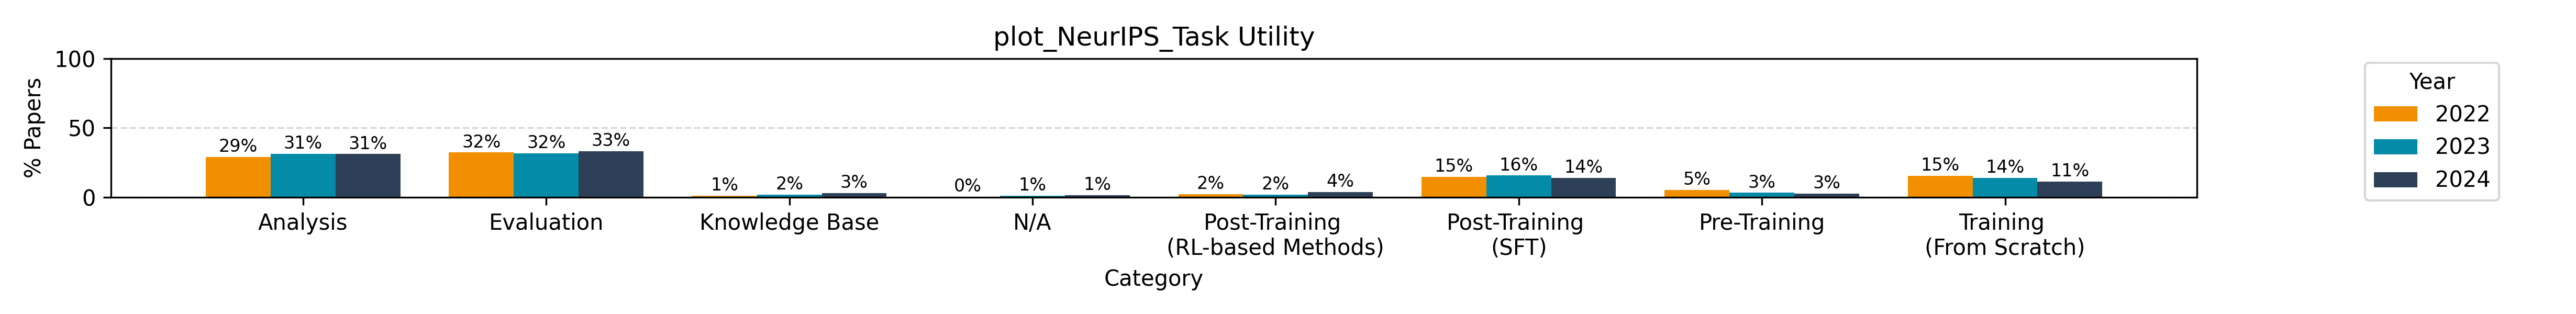 plot_NeurIPS_Task Utility
% Papers
100
50
0
29% 31% 31%
32% 32% 33%
1% 2% 3%
0% 1% 1%
2% 2% 4%
15% 16% 14%
5% 3% 3%
15% 14% 11%
Analysis
Evaluation
Knowledge Base
N/A
Post-Training
(RL-based Methods)
Post-Training
(SFT)
Pre-Training
Training
(From Scratch)
Category
Year
2022
2023
2024